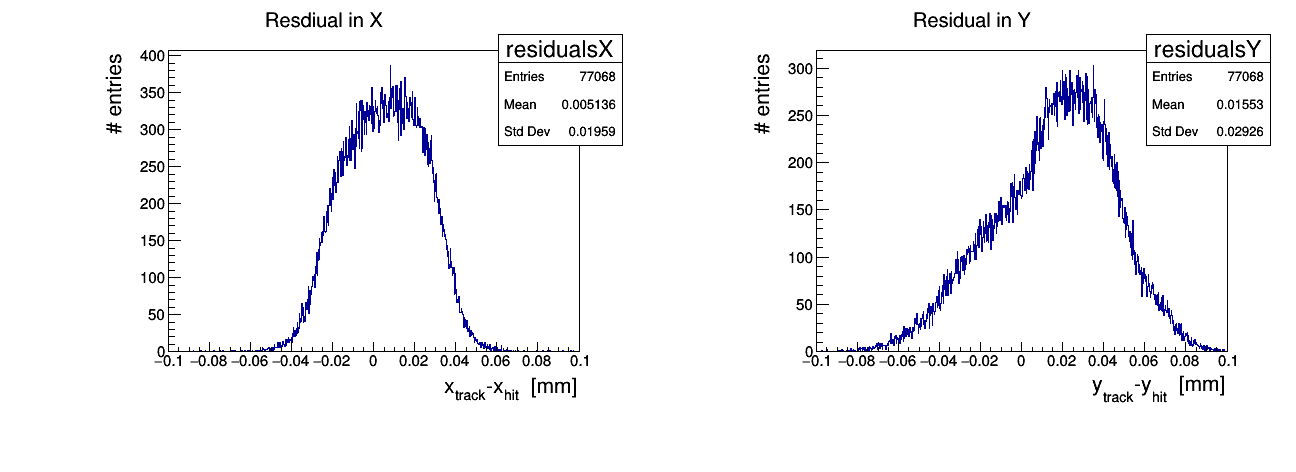 Resdiual in X
# entries
400
350
300
250
200
150
100
50
0
−0.1 −0.08 −0.06 −0.04 −0.02 0 0.02 0.04 0.06 0.08 0.1
xtrack-xhit [mm]
residualsX
Entries 77068
Mean 0.005136
Std Dev 0.01959
Residual in Y
# entries
300
250
200
150
100
50
0
−0.1 −0.08 −0.06 −0.04 −0.02 0 0.02 0.04 0.06 0.08 0.1
ytrack-yhit [mm]
residualsY
Entries 77068
Mean 0.01553
Std Dev 0.02926